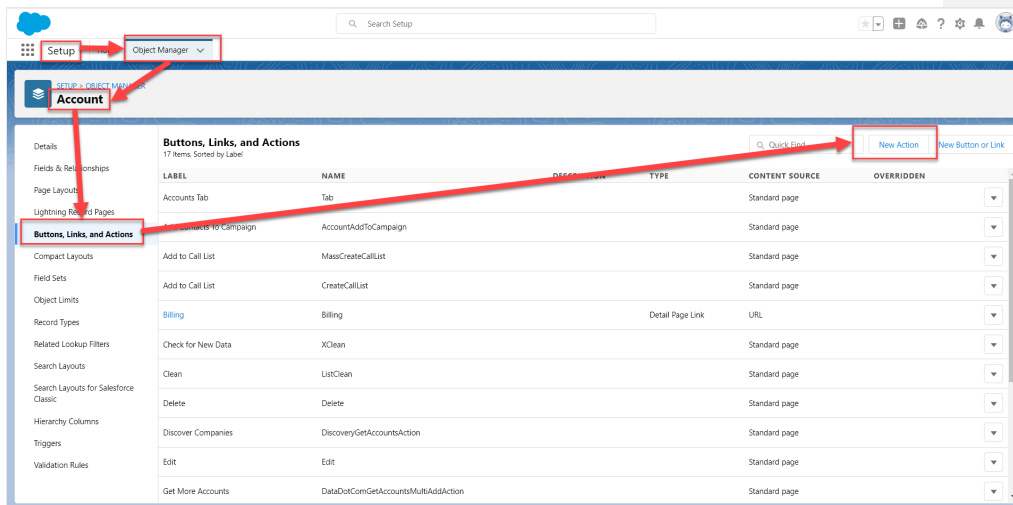 Search Setup
Setup
Object Manager
SETUP > OBJECT MANAGER
Account
Details
Fields & Relationships
Page Layouts
Lightning Record Pages
Buttons, Links, and Actions
Compact Layouts
Field Sets
Object Limits
Record Types
Related Lookup Filters
Search Layouts
Search Layouts for Salesforce
Classic
Hierarchy Columns
Triggers
Validation Rules
Buttons, Links, and Actions
17 Items, Sorted by Label
Quick Find
New Action
New Button or Link
LABEL NAME DESCRIPTION TYPE CONTENT SOURCE OVERRIDDEN
Accounts Tab Tab Standard page
Add Contacts To Campaign AccountAddToCampaign Standard page
Add to Call List MassCreateCallList Standard page
Add to Call List CreateCallList Standard page
Billing Billing Detail Page Link URL
Check for New Data XClean Standard page
Clean ListClean Standard page
Delete Delete Standard page
Discover Companies DiscoveryGetAccountsAction Standard page
Edit Edit Standard page
Get More Accounts DataDotComGetAccountsMultiAddAction Standard page